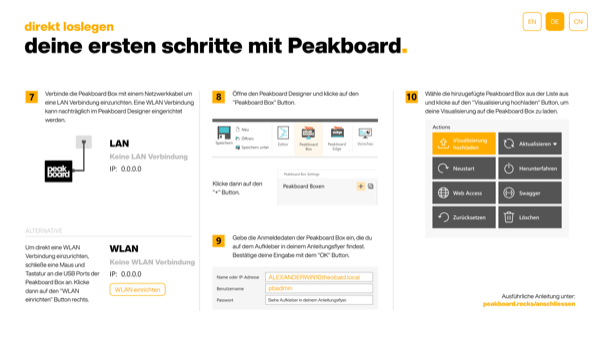 direkt loslegen
deine ersten schritte mit Peakboard.
EN
DE
CN
7
Verbinde die Peakboard Box mit einem Netzwerkkabel um
eine LAN Verbindung einzurichten. Eine WLAN Verbindung
kann nachträglich im Peakboard Designer eingerichtet
werden.
peak
board
LAN
Keine LAN Verbindung
IP: 0.0.0.0
ALTERNATIVE
Um direkt eine WLAN
Verbindung einzurichten,
schließe eine Maus und
Tastatur an die USB Ports der
Peakboard Box an. Klicke
dann auf den "WLAN
einrichten" Button rechts.
WLAN
Keine WLAN Verbindung
IP: 0.0.0.0
WLAN einrichten
8
Öffne den Peakboard Designer und klicke auf den
"Peakboard Box" Button.
Speichern
Neu
Öffnen
Speichern unter
Editor
Peakboard
Box
Peakboard
Edge
Vorschau
Klicke dann auf den
"+" Button.
Peakboard Box Settings
Peakboard Boxen
+
9
Gebe die Anmeldedaten der Peakboard Box ein, die du
auf dem Aufkleber in deinem Anleitungsflyer findest.
Bestätige deine Eingabe mit dem "OK" Button.
Name oder IP-Adresse
ALEXANDERWIN10.theobald.local
Benutzername
pbadmin
Passwort
Siehe Aufkleber in deinem Anleitungsflyer.
10
Wähle die hinzugefügte Peakboard Box aus der Liste aus
und klicke auf den "Visualisierung hochladen" Button, um
deine Visualisierung auf die Peakboard Box zu laden.
Actions
Visualisierung
hochladen
Aktualisieren
Neustart
Herunterfahren
Web Access
Swagger
Zurücksetzen
Löschen
Ausführliche Anleitung unter:
peakboard.rocks/anschliessen